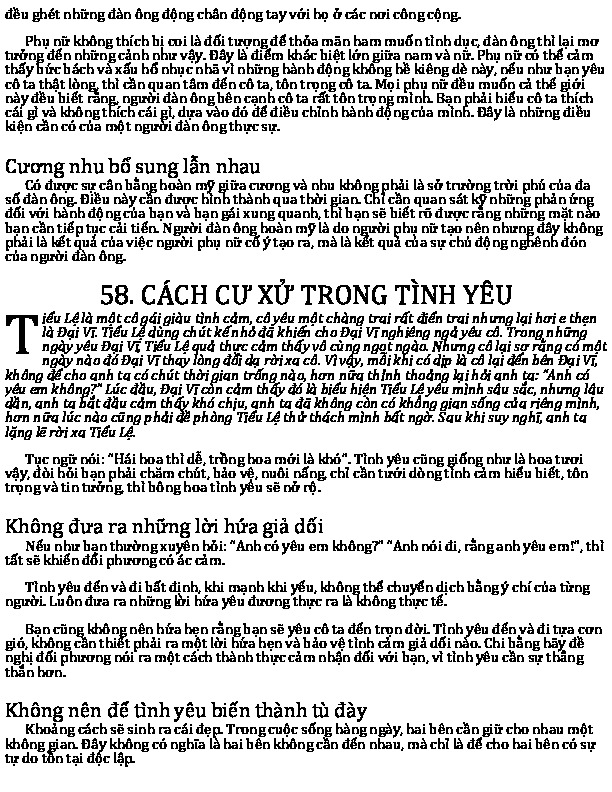 đều ghét những đàn ông động chân động tay với họ ở các nơi công cộng.
Phụ nữ không thích bị coi là đối tượng để thỏa mãn ham muốn tình dục, đàn ông thì lại mơ
tưởng đến những cảnh như vậy. Đây là điểm khác biệt lớn giữa nam và nữ. Phụ nữ có thể cảm
thấy bức bách và xấu hổ nhục nhã vì những hành động không hề kiêng dè này, nếu như bạn yêu
cô ta thật lòng, thì cần quan tâm đến cô ta, tôn trọng cô ta. Mọi phụ nữ đều muốn cả thế giới
này đều biết rằng, người đàn ông bên cạnh cô ta rất tôn trọng mình. Bạn phải hiểu cô ta thích
cái gì và không thích cái gì, dựa vào đó để điều chỉnh hành động của mình. Đây là những điều
kiện cần có của một người đàn ông thực sự.
Cương nhu bổ sung lẫn nhau
Có được sự cân bằng hoàn mỹ giữa cương và nhu không phải là sở trường trời phú của đa
số đàn ông. Điều này cần được hình thành qua thời gian. Chỉ cần quan sát kỹ những phản ứng
đối với hành động của bạn và bạn gái xung quanh, thì bạn sẽ biết rõ được rằng những mặt nào
bạn cần tiếp tục cải tiến. Người đàn ông hoàn mỹ là do người phụ nữ tạo nên nhưng đây không
phải là kết quả của việc người phụ nữ cố ý tạo ra, mà là kết quả của sự chủ động nghênh đón
của người đàn ông.
58. CÁCH CƯ XỬ TRONG TÌNH YÊU
Tiểu Lệ là một cô gái giàu tình cảm, cô yêu một chàng trai rất điển trai nhưng lại hơi e thẹn
là Đại Vĩ. Tiểu Lệ dùng chút kế nhỏ đã khiến cho Đại Vĩ nghiêng ngả yêu cô. Trong những
ngày yêu Đại Vĩ, Tiểu Lệ quả thực cảm thấy vô cùng ngọt ngào. Nhưng cô lại sợ rằng có một
ngày nào đó Đại Vĩ thay lòng đổi dạ rời xa cô. Vì vậy, mỗi khi có dịp là cô lại đến bên Đại Vĩ,
không để cho anh ta có chút thời gian trống nào, hơn nữa thỉnh thoảng lại hỏi anh ta: "Anh có
yêu em không?" Lúc đầu, Đại Vĩ còn cảm thấy đó là biểu hiện Tiểu Lệ yêu mình sâu sắc, nhưng lâu
dần, anh ta bắt đầu cảm thấy khó chịu, anh ta đã không còn có không gian sống của riêng mình,
hơn nữa lúc nào cũng phải đề phòng Tiểu Lệ thử thách mình bất ngờ. Sau khi suy nghĩ, anh ta
lặng lẽ rời xa Tiểu Lệ.
Tục ngữ nói: "Hái hoa thì dễ, trồng hoa mới là khó". Tình yêu cũng giống như là hoa tươi
vậy, đòi hỏi bạn phải chăm chút, bảo vệ, nuôi nấng, chỉ cần tưới dòng tình cảm hiểu biết, tôn
trọng và tin tưởng, thì bông hoa tình yêu sẽ nở rộ.
Không đưa ra những lời hứa giả dối
Nếu như bạn thường xuyên hỏi: "Anh có yêu em không?" "Anh nói đi, rằng anh yêu em!", thì
tất sẽ khiến đối phương có ác cảm.
Tình yêu đến và đi bất định, khi mạnh khi yếu, không thể chuyển dịch bằng ý chí của từng
người. Luôn đưa ra những lời hứa yêu đương thực ra là không thực tế.
Bạn cũng không nên hứa hẹn rằng bạn sẽ yêu cô ta đến trọn đời. Tình yêu đến và đi tựa cơn
gió, không cần thiết phải ra một lời hứa hẹn và bảo vệ tình cảm giả dối nào. Chi bằng hãy đề
nghị đối phương nói ra một cách thành thực cảm nhận đối với bạn, vì tình yêu cần sự thẳng
thắn hơn.
Không nên để tình yêu biến thành tù đày
Khoảng cách sẽ sinh ra cái đẹp. Trong cuộc sống hàng ngày, hai bên cần giữ cho nhau một
không gian. Đây không có nghĩa là hai bên không cần đến nhau, mà chỉ là để cho hai bên có sự
tự do tồn tại độc lập.